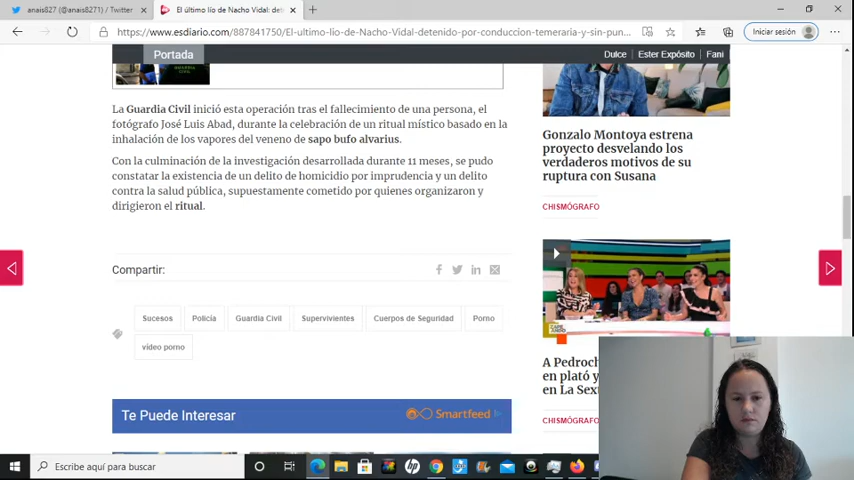 anais827 (@anais8271) / Twitter
El último lío de Nacho Vidal: det
https://www.esdiario.com/887841750/El-ultimo-lio-de-Nacho-Vidal-detenido-por-conduccion-temeraria-y-sin-pun...
Iniciar sesión
Portada
Dulce
Ester Expósito
Fani
La Guardia Civil inició esta operación tras el fallecimiento de una persona, el
fotógrafo José Luis Abad, durante la celebración de un ritual místico basado en la
inhalación de los vapores del veneno de sapo bufo alvarius.
Con la culminación de la investigación desarrollada durante 11 meses, se pudo
constatar la existencia de un delito de homicidio por imprudencia y un delito
contra la salud pública, supuestamente cometido por quienes organizaron y
dirigieron el ritual.
Compartir:
Sucesos
Policía
Guardia Civil
Supervivientes
Cuerpos de Seguridad
Porno
vídeo porno
Te Puede Interesar
Smartfeed
Gonzalo Montoya estrena
proyecto desvelando los
verdaderos motivos de su
ruptura con Susana
CHISMÓGRAFO
A Pedroch
en plató y
en La Sext
CHISMÓGRAFO
Escribe aquí para buscar